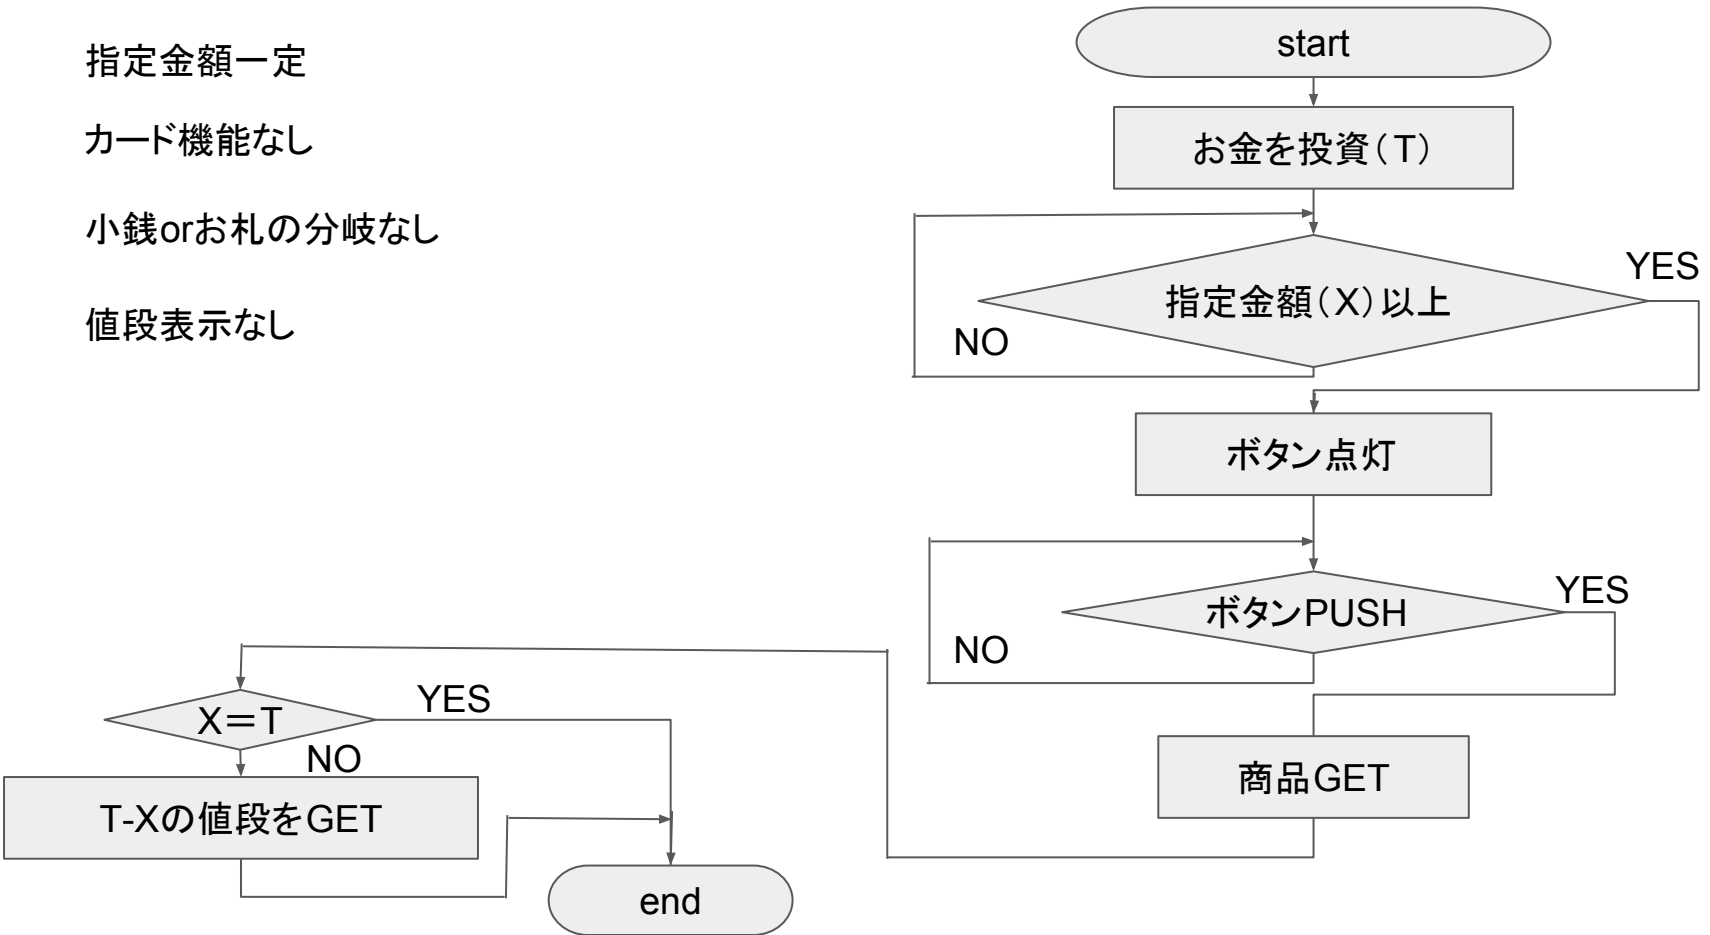 指定金額一定
カード機能なし
小銭orお札の分岐なし
値段表示なし
start
お金を投資（T）
指定金額（X）以上
YES
NO
ボタン点灯
ボタンPUSH
YES
NO
商品GET
X＝T
YES
NO
T-Xの値段をGET
end